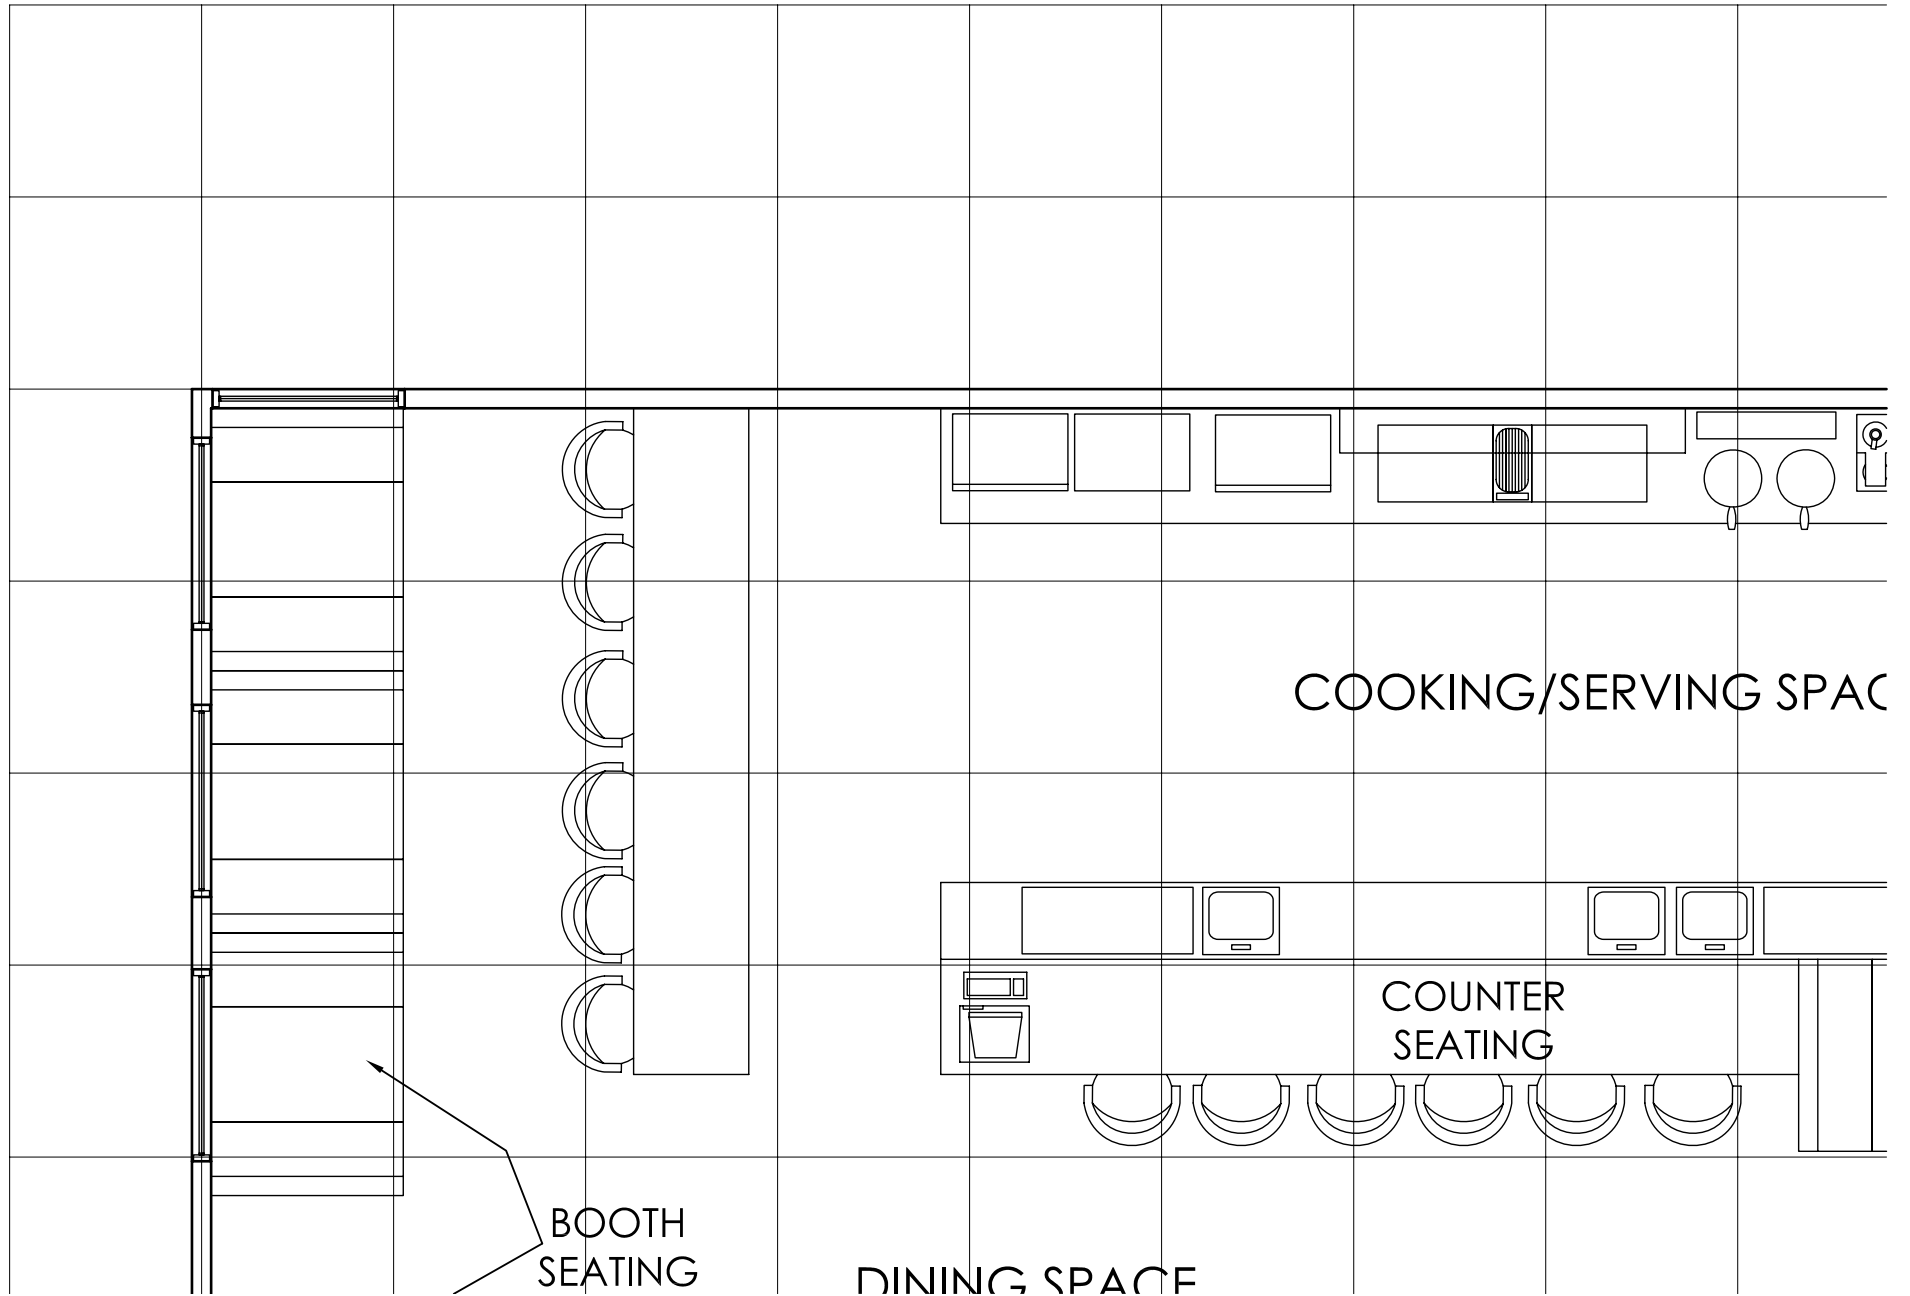 COOKING/SERVING SPAC
COUNTER
SEATING
BOOTH
SEATING
DINING SPACE